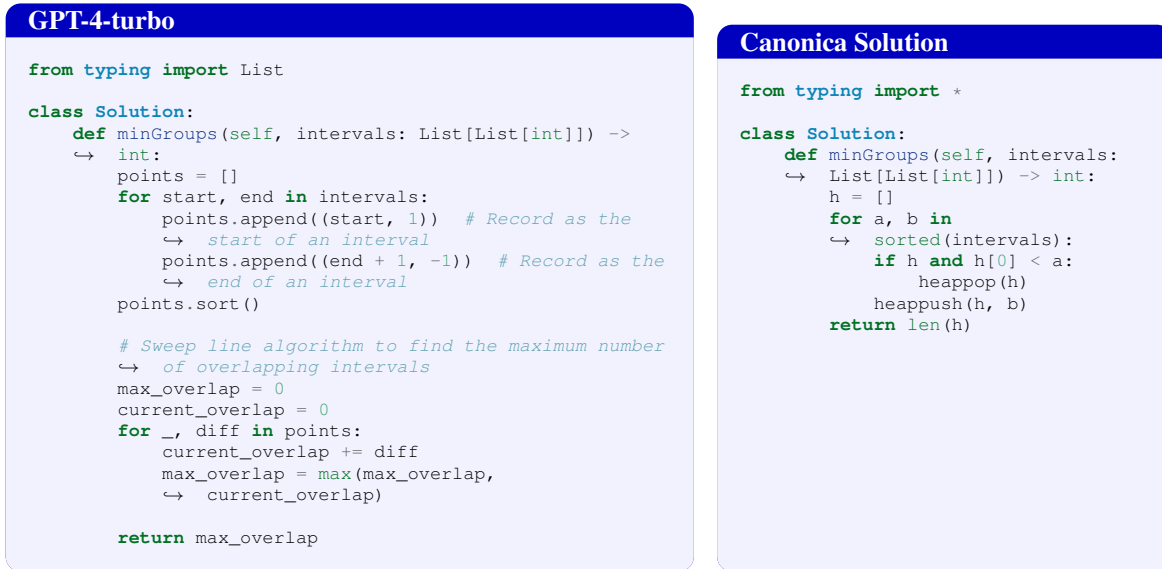 GPT-4-turbo
from typing import List
class Solution:
    def minGroups(self, intervals: List[List[int]]) ->
    ↪ int:
        points = []
        for start, end in intervals:
            points.append((start, 1))  # Record as the
            ↪ start of an interval
            points.append((end + 1, -1))  # Record as the
            ↪ end of an interval
        points.sort()
        # Sweep line algorithm to find the maximum number
        ↪ of overlapping intervals
        max_overlap = 0
        current_overlap = 0
        for _, diff in points:
            current_overlap += diff
            max_overlap = max(max_overlap,
            ↪ current_overlap)
        return max_overlap
Canonica Solution
from typing import *
class Solution:
    def minGroups(self, intervals:
    ↪ List[List[int]]) -> int:
        h = []
        for a, b in
        ↪ sorted(intervals):
            if h and h[0] < a:
                heappop(h)
            heappush(h, b)
        return len(h)